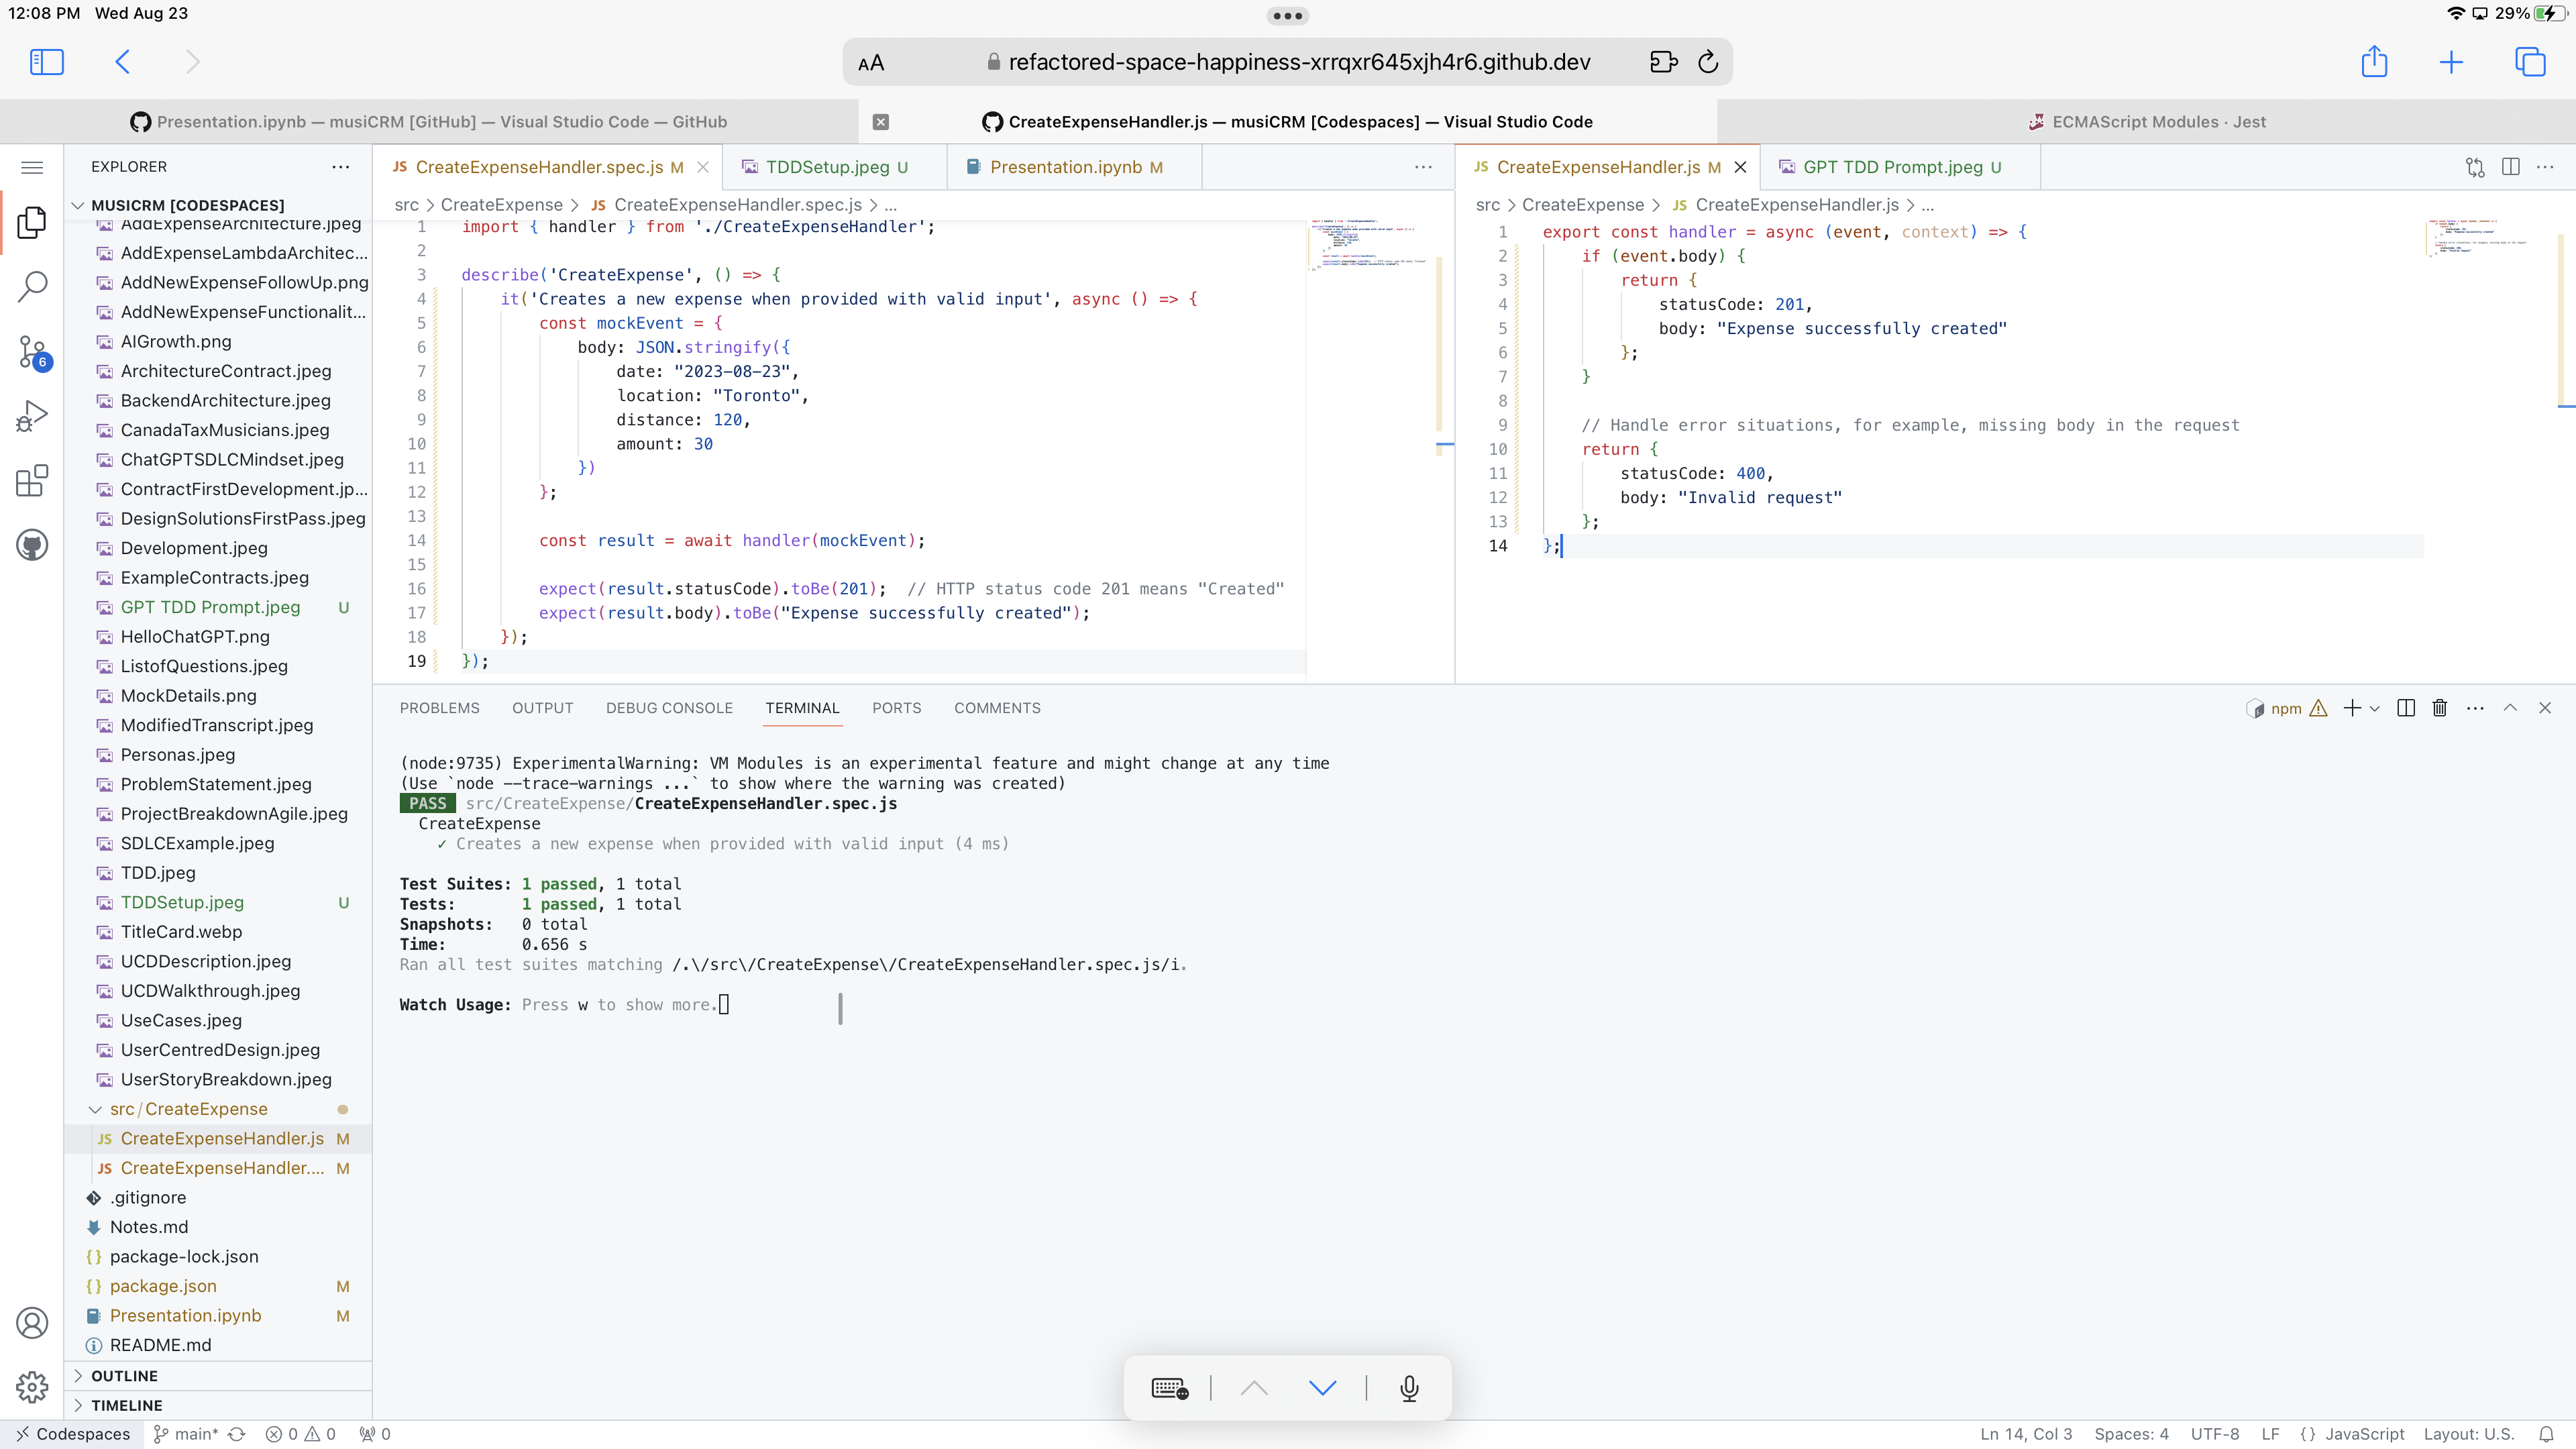 12:08 PM Wed Aug 23
29%
AA refactored-space-happiness-xrrqxr645xjh4r6.github.dev
Presentation.ipynb — musiCRM [GitHub] — Visual Studio Code — GitHub
CreateExpenseHandler.js — musiCRM [Codespaces] — Visual Studio Code
ECMAScript Modules · Jest
EXPLORER
MUSICRM [CODESPACES]
AddExpenseArchitecture.jpeg
AddExpenseLambdaArchitec...
AddNewExpenseFollowUp.png
AddNewExpenseFunctionalit...
AIGrowth.png
ArchitectureContract.jpeg
BackendArchitecture.jpeg
CanadaTaxMusicians.jpeg
ChatGPTSDLCMindset.jpeg
ContractFirstDevelopment.jp...
DesignSolutionsFirstPass.jpeg
Development.jpeg
ExampleContracts.jpeg
GPT TDD Prompt.jpeg U
HelloChatGPT.png
ListofQuestions.jpeg
MockDetails.png
ModifiedTranscript.jpeg
Personas.jpeg
ProblemStatement.jpeg
ProjectBreakdownAgile.jpeg
SDLCExample.jpeg
TDD.jpeg
TDDSetup.jpeg U
TitleCard.webp
UCDDescription.jpeg
UCDWalkthrough.jpeg
UseCases.jpeg
UserCentredDesign.jpeg
UserStoryBreakdown.jpeg
src/CreateExpense
JS CreateExpenseHandler.js M
JS CreateExpenseHandler.... M
.gitignore
Notes.md
{} package-lock.json
{} package.json M
Presentation.ipynb M
README.md
OUTLINE
TIMELINE
6
JS CreateExpenseHandler.spec.js M
TDDSetup.jpeg U
Presentation.ipynb M
src > CreateExpense > JS CreateExpenseHandler.spec.js > ...
1 import { handler } from './CreateExpenseHandler';
2
3 describe('CreateExpense', () => {
4 it('Creates a new expense when provided with valid input', async () => {
5 const mockEvent = {
6 body: JSON.stringify({
7 date: "2023-08-23",
8 location: "Toronto",
9 distance: 120,
10 amount: 30
11 })
12 };
13
14 const result = await handler(mockEvent);
15
16 expect(result.statusCode).toBe(201); // HTTP status code 201 means "Created"
17 expect(result.body).toBe("Expense successfully created");
18 });
19 });
JS CreateExpenseHandler.js M
GPT TDD Prompt.jpeg U
src > CreateExpense > JS CreateExpenseHandler.js > ...
1 export const handler = async (event, context) => {
2 if (event.body) {
3 return {
4 statusCode: 201,
5 body: "Expense successfully created"
6 };
7 }
8
9 // Handle error situations, for example, missing body in the request
10 return {
11 statusCode: 400,
12 body: "Invalid request"
13 };
14 };
PROBLEMS OUTPUT DEBUG CONSOLE TERMINAL PORTS COMMENTS
npm
(node:9735) ExperimentalWarning: VM Modules is an experimental feature and might change at any time
(Use `node --trace-warnings ...` to show where the warning was created)
PASS src/CreateExpense/CreateExpenseHandler.spec.js
CreateExpense
✓ Creates a new expense when provided with valid input (4 ms)
Test Suites: 1 passed, 1 total
Tests: 1 passed, 1 total
Snapshots: 0 total
Time: 0.656 s
Ran all test suites matching /.\/src\/CreateExpense\/CreateExpenseHandler.spec.js/i.
Watch Usage: Press w to show more.
Codespaces main* 0 0 0
Ln 14, Col 3 Spaces: 4 UTF-8 LF {} JavaScript Layout: U.S.